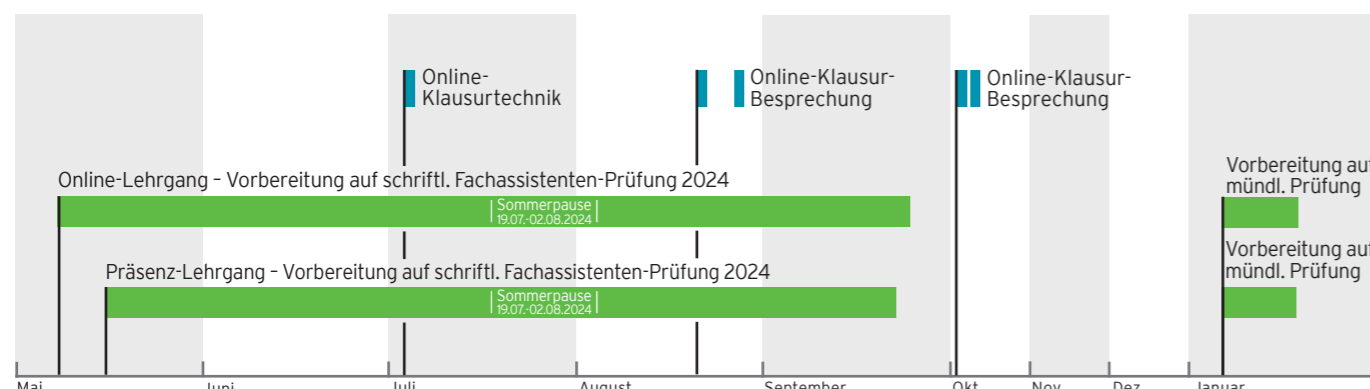 Online-
Klausurtechnik
Online-Klausur-
Besprechung
Online-Klausur-
Besprechung
Online-Lehrgang – Vorbereitung auf schriftl. Fachassistenten-Prüfung 2024
Sommerpause
19.07.-02.08.2024
Vorbereitung auf
mündl. Prüfung
Präsenz-Lehrgang – Vorbereitung auf schriftl. Fachassistenten-Prüfung 2024
Sommerpause
19.07.-02.08.2024
Vorbereitung auf
mündl. Prüfung
Mai Juni Juli August September Okt. Nov. Dez. Januar